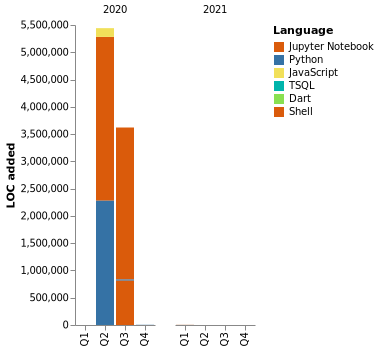 2020 2021
Language
Jupyter Notebook
Python
JavaScript
TSQL
Dart
Shell
LOC added
5,500,000
5,000,000
4,500,000
4,000,000
3,500,000
3,000,000
2,500,000
2,000,000
1,500,000
1,000,000
500,000
0
Q1 Q2 Q3 Q4 Q1 Q2 Q3 Q4